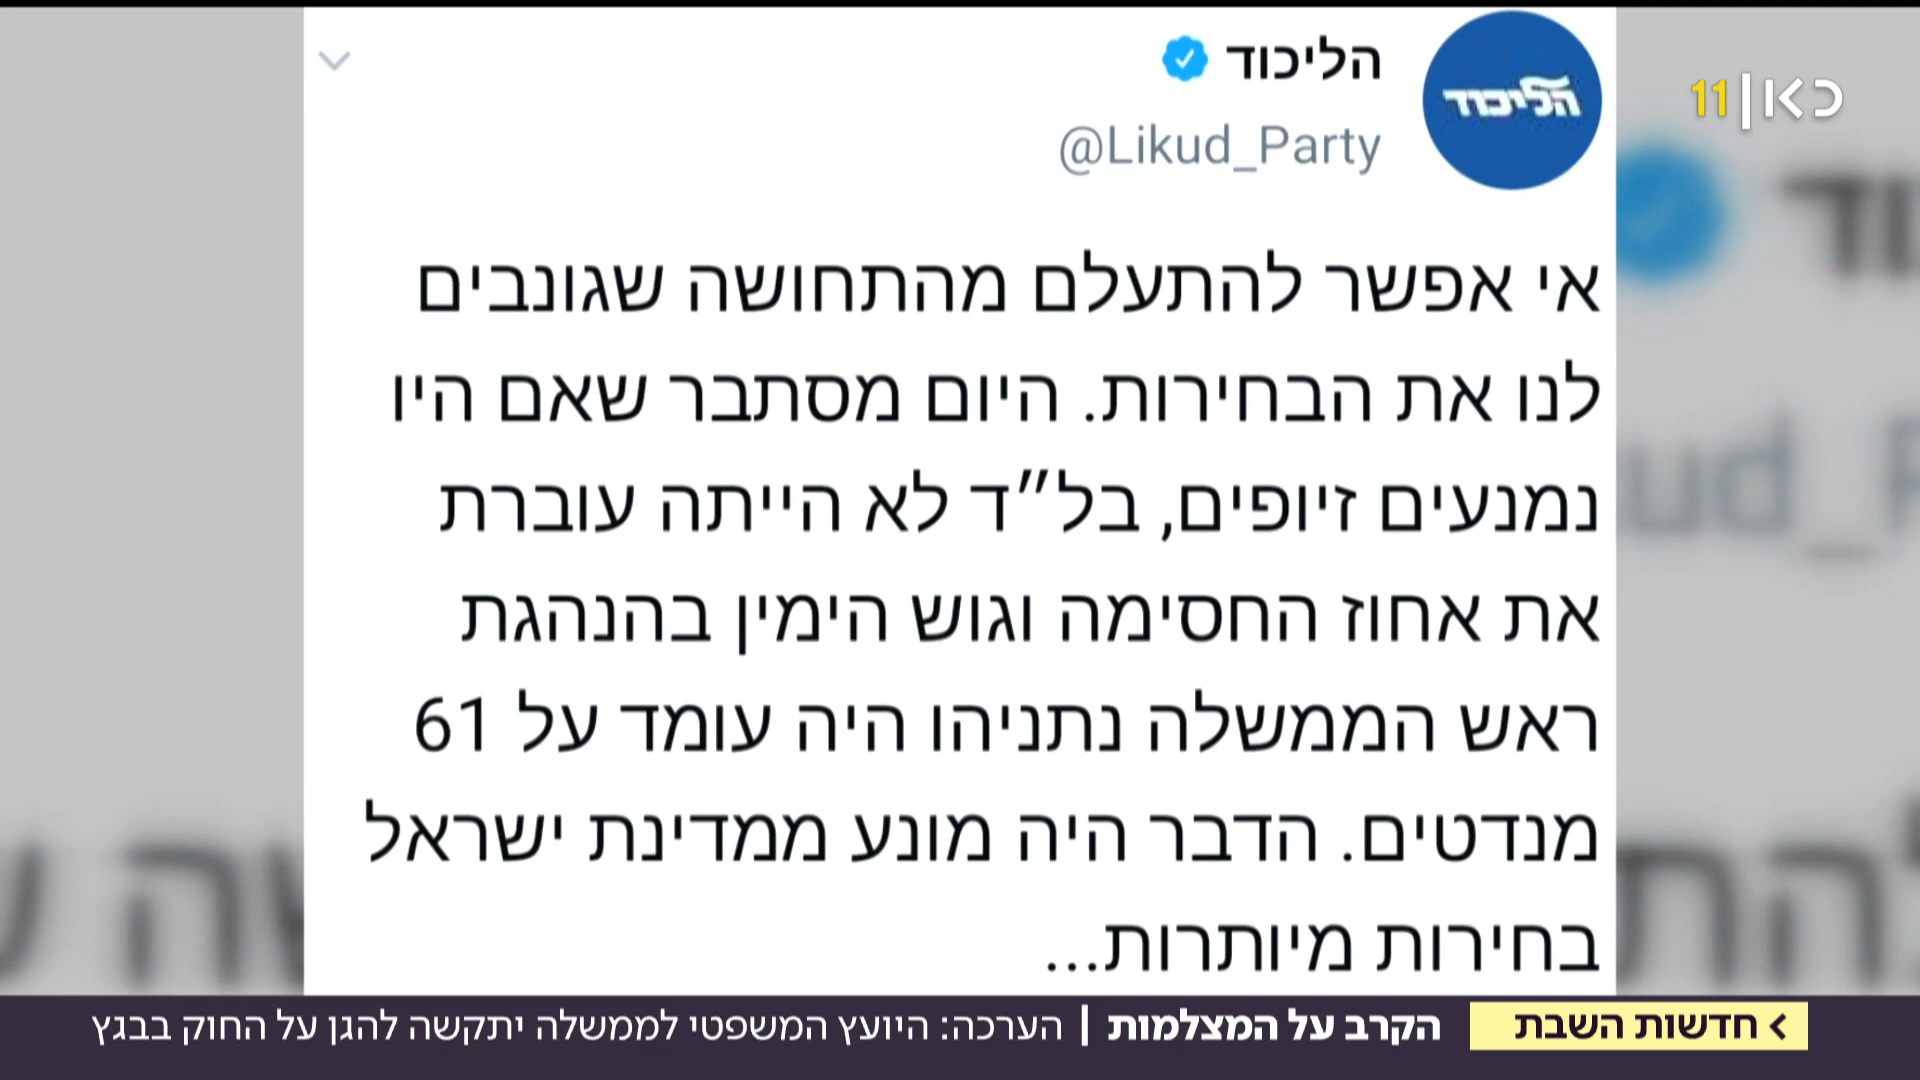 הליכוד
@Likud_Party
הליכוד
כאן 11
אי אפשר להתעלם מהתחושה שגונבים
לנו את הבחירות. היום מסתבר שאם היו
נמנעים זיופים, בל״ד לא הייתה עוברת
את אחוז החסימה וגוש הימין בהנהגת
ראש הממשלה נתניהו היה עומד על 61
מנדטים. הדבר היה מונע ממדינת ישראל
בחירות מיותרות...
חדשות השבת
הקרב על המצלמות | הערכה: היועץ המשפטי לממשלה יתקשה להגן על החוק בבגץ